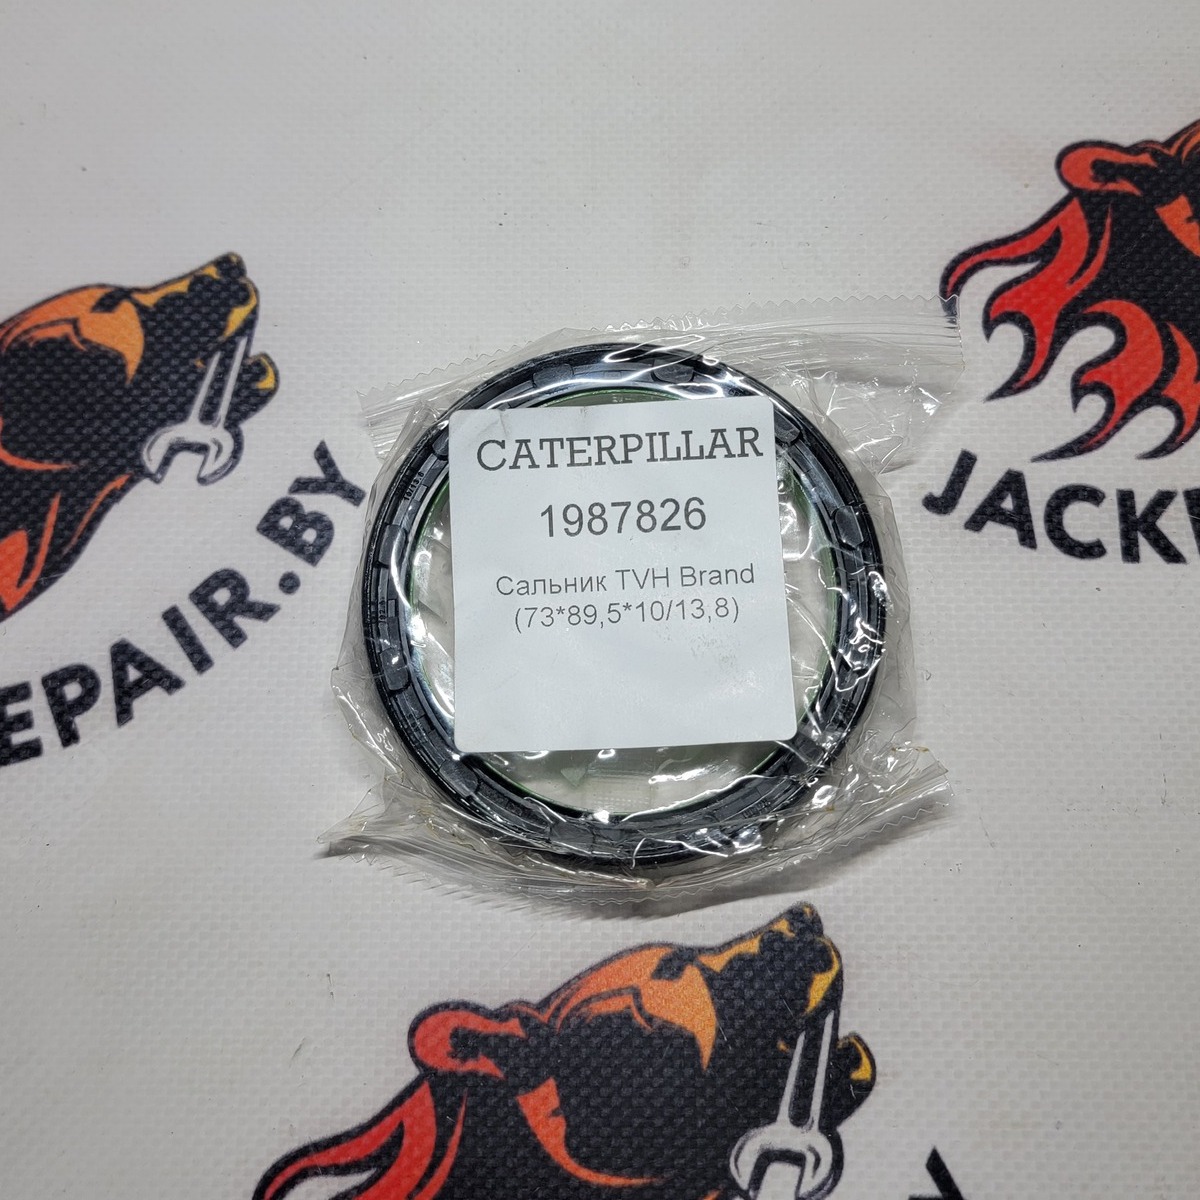 CATERPILLAR
1987826
Сальник TVH Brand
(73*89,5*10/13,8)
EPAIR.BY
JACK